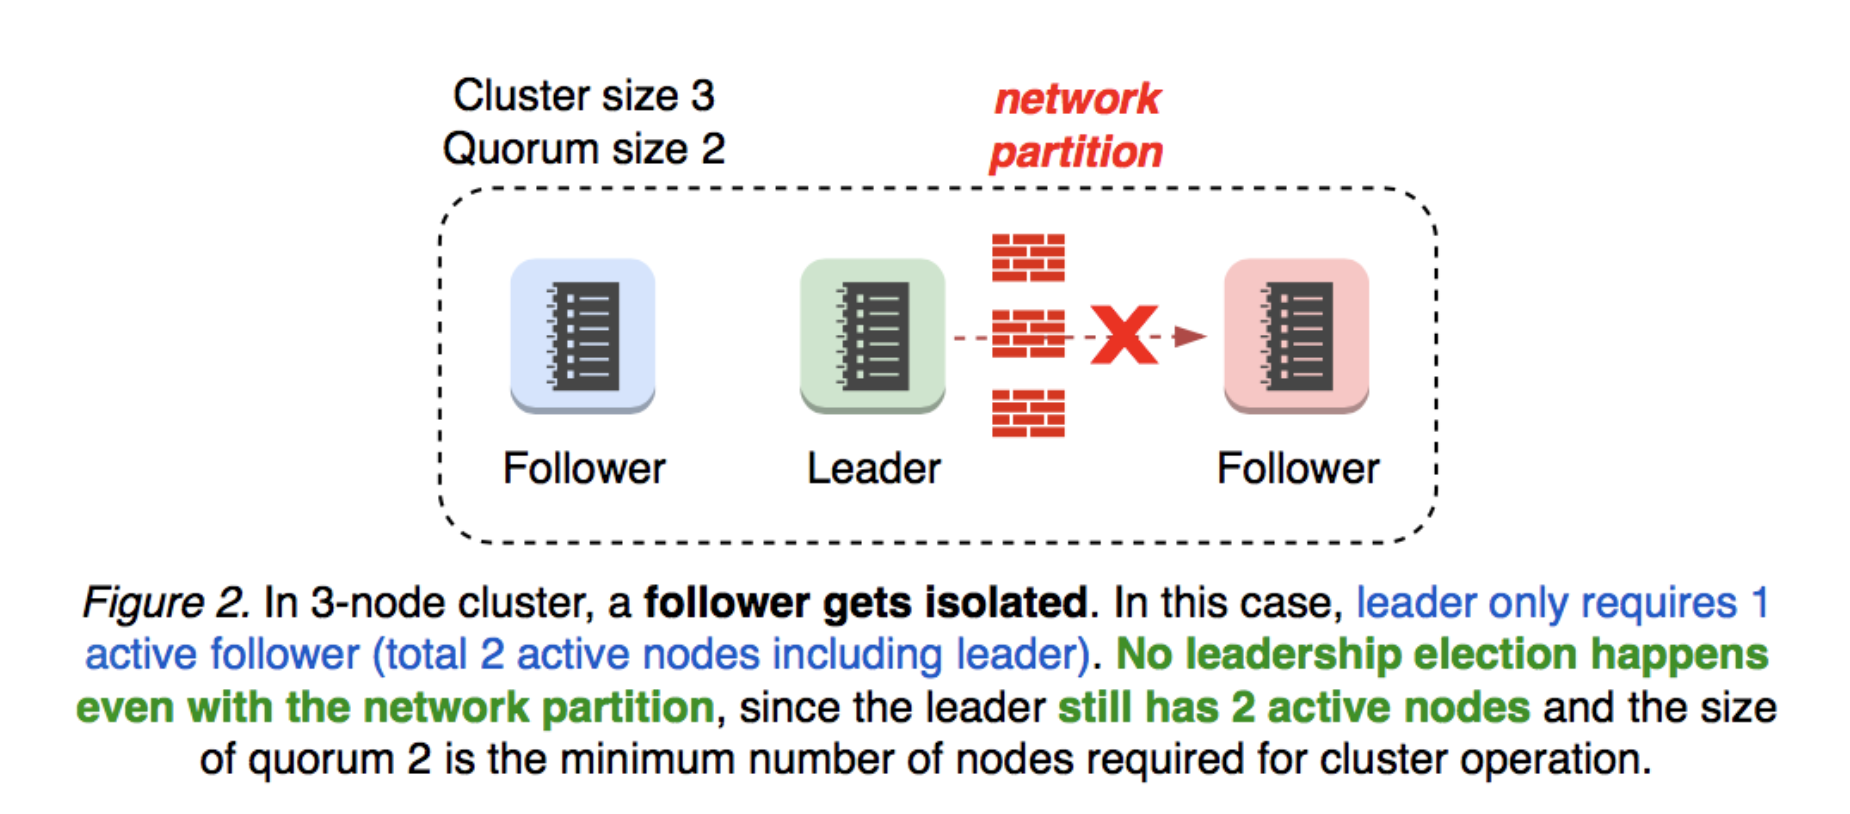 Cluster size 3
Quorum size 2
network
partition
Follower
Leader
Follower
Figure 2. In 3-node cluster, a follower gets isolated. In this case, leader only requires 1
active follower (total 2 active nodes including leader). No leadership election happens
even with the network partition, since the leader still has 2 active nodes and the size
of quorum 2 is the minimum number of nodes required for cluster operation.